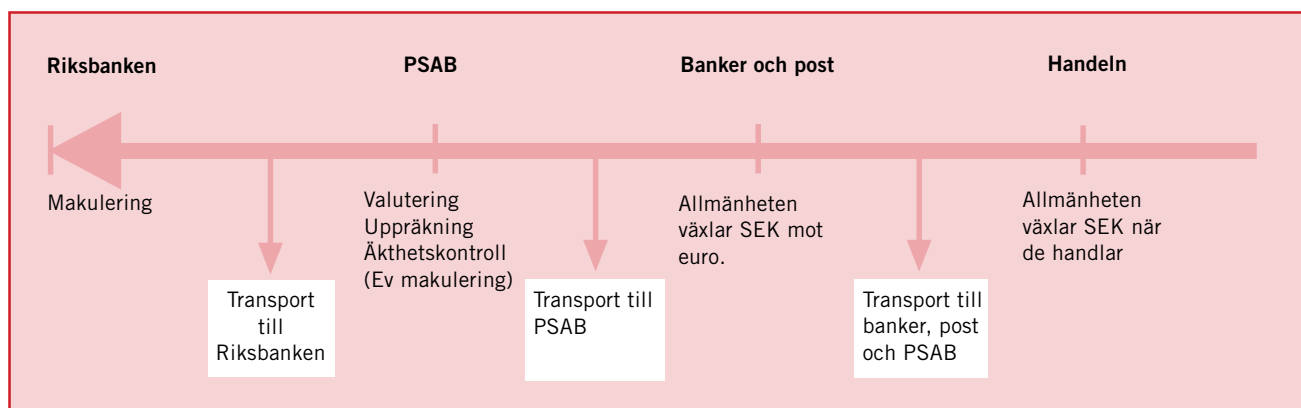 Riksbanken
PSAB
Banker och post
Handeln
Makulering
Valutering
Uppräkning
Äkthetskontroll
(Ev makulering)
Allmänheten
växlar SEK mot
euro.
Allmänheten
växlar SEK när
de handlar
Transport
till
Riksbanken
Transport till
PSAB
Transport till
banker, post
och PSAB